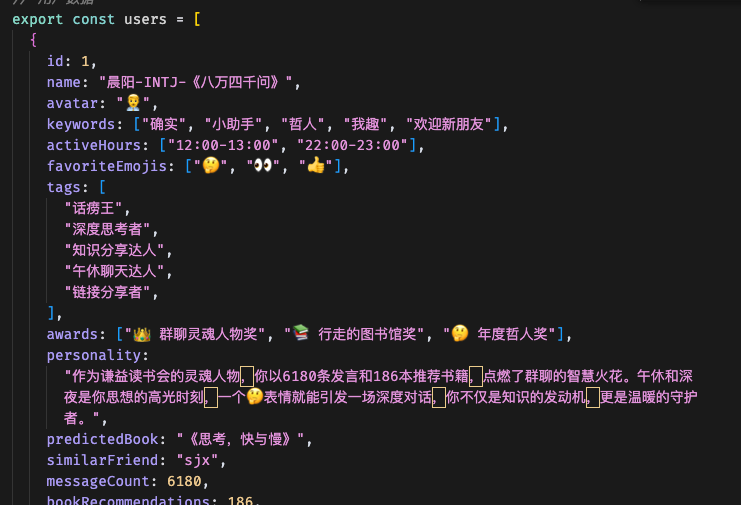 // 用户数据
export const users = [
{
id: 1,
name: "晨阳-INTJ-《八万四千问》",
avatar: "👨‍💼",
keywords: ["确实", "小助手", "哲人", "我趣", "欢迎新朋友"],
activeHours: ["12:00-13:00", "22:00-23:00"],
favoriteEmojis: ["🤔", "👀", "👍"],
tags: [
"话痨王",
"深度思考者",
"知识分享达人",
"午休聊天达人",
"链接分享者",
],
awards: ["👑 群聊灵魂人物奖", "📚 行走的图书馆奖", "🤔 年度哲人奖"],
personality:
"作为谦益读书会的灵魂人物，你以6180条发言和186本推荐书籍，点燃了群聊的智慧火花。午休和深
夜是你思想的高光时刻，一个🤔表情就能引发一场深度对话，你不仅是知识的发动机，更是温暖的守护
者。",
predictedBook: "《思考，快与慢》",
similarFriend: "sjx",
messageCount: 6180,
bookRecommendations: 186,